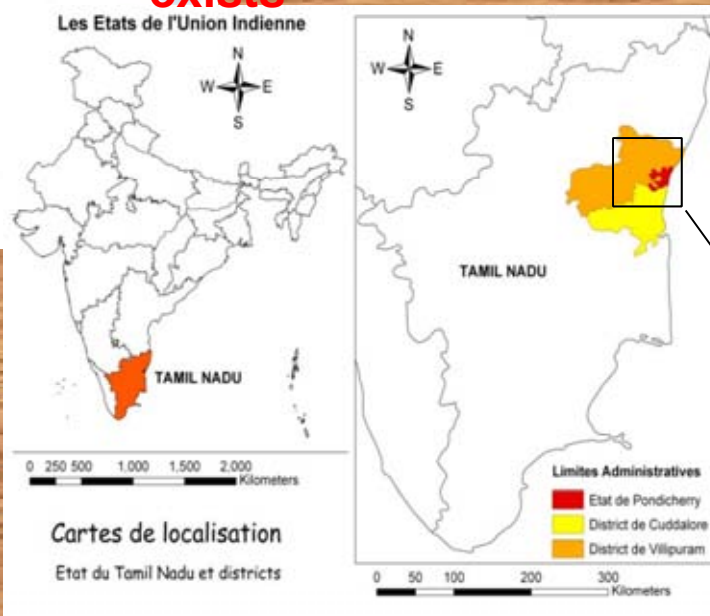 exists
Les Etats de l'Union Indienne
N
W E
S
TAMIL NADU
0 250 500 1,000 1,500 2,000
Kilometers
Cartes de localisation
Etat du Tamil Nadu et districts
N
W E
S
TAMIL NADU
Limites Administratives
Etat de Pondicherry
District de Cuddalore
District de Villipuram
0 50 100 200 300
Kilometers